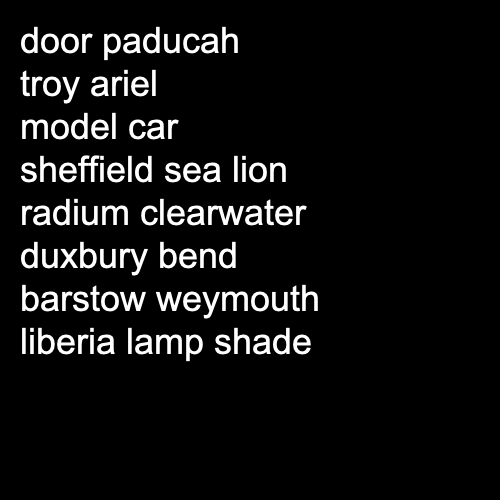 door paducah
troy ariel
model car
sheffield sea lion
radium clearwater
duxbury bend
barstow weymouth
liberia lamp shade